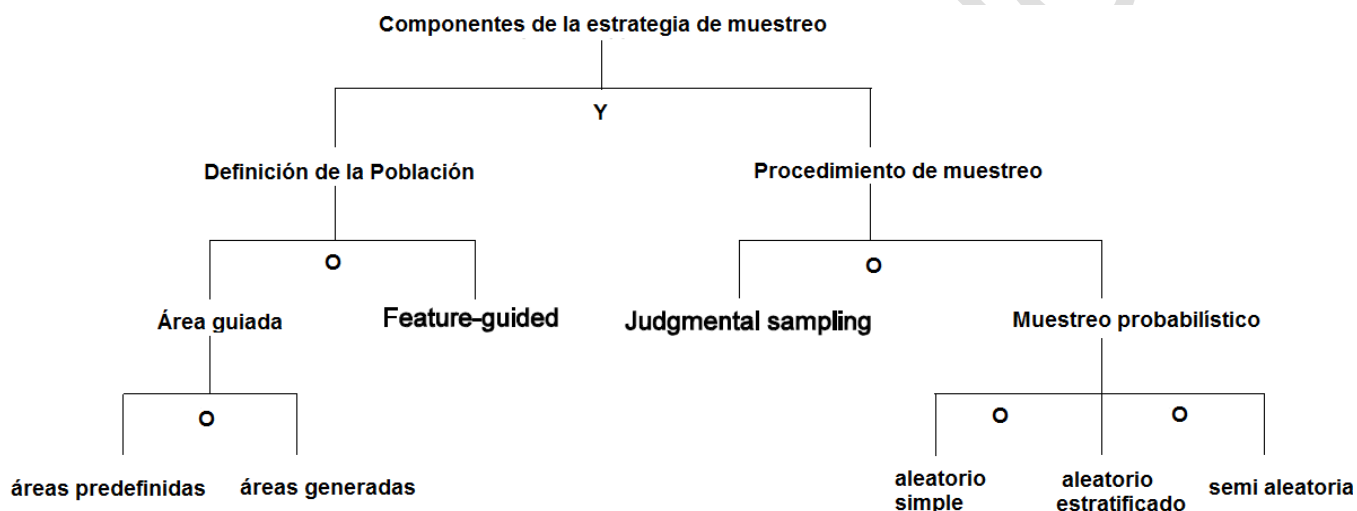 Componentes de la estrategia de muestreo
Y
Definición de la Población
Procedimiento de muestreo
O
O
Área guiada
Feature-guided
Judgmental sampling
Muestreo probabilístico
O
O
O
áreas predefinidas
áreas generadas
aleatorio
simple
aleatorio
estratificado
semi aleatoria